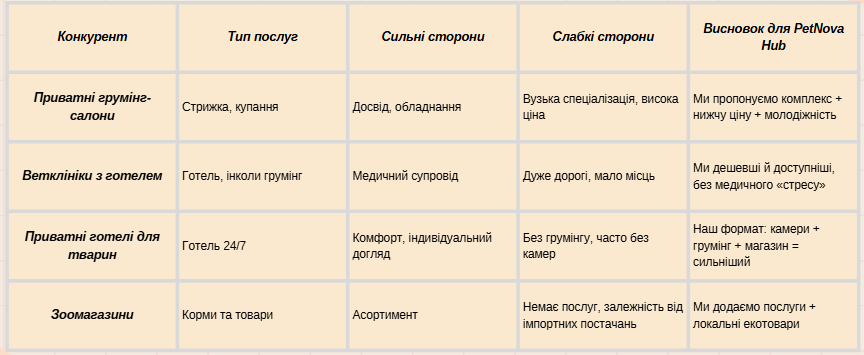 Конкурент
Тип послуг
Сильні сторони
Слабкі сторони
Висновок для PetNova
Hub
Приватні грумінг-
салони
Стрижка, купання
Досвід, обладнання
Вузька спеціалізація, висока
ціна
Ми пропонуємо комплекс +
нижчу ціну + молодіжність
Ветклініки з готелем
Готель, інколи грумінг
Медичний супровід
Дуже дорогі, мало місць
Ми дешевші й доступніші,
без медичного «стресу»
Приватні готелі для
тварин
Готель 24/7
Комфорт, індивідуальний
догляд
Без грумінгу, часто без
камер
Наш формат: камери +
грумінг + магазин =
сильніший
Зоомагазини
Корми та товари
Асортимент
Немає послуг, залежність від
імпортних постачань
Ми додаємо послуги +
локальні екотовари